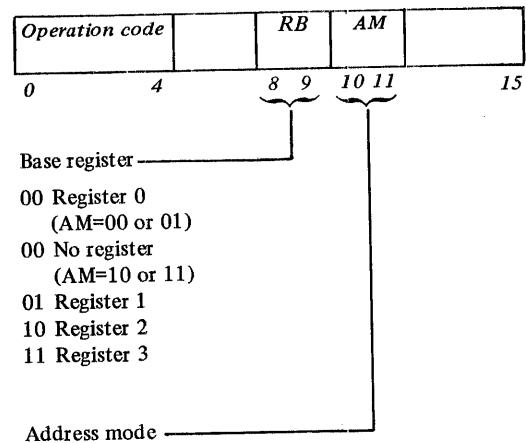 Operation code RB AM
0 4 8 9 10 11 15
Base register
00 Register 0
(AM=00 or 01)
00 No register
(AM=10 or 11)
01 Register 1
10 Register 2
11 Register 3
Address mode